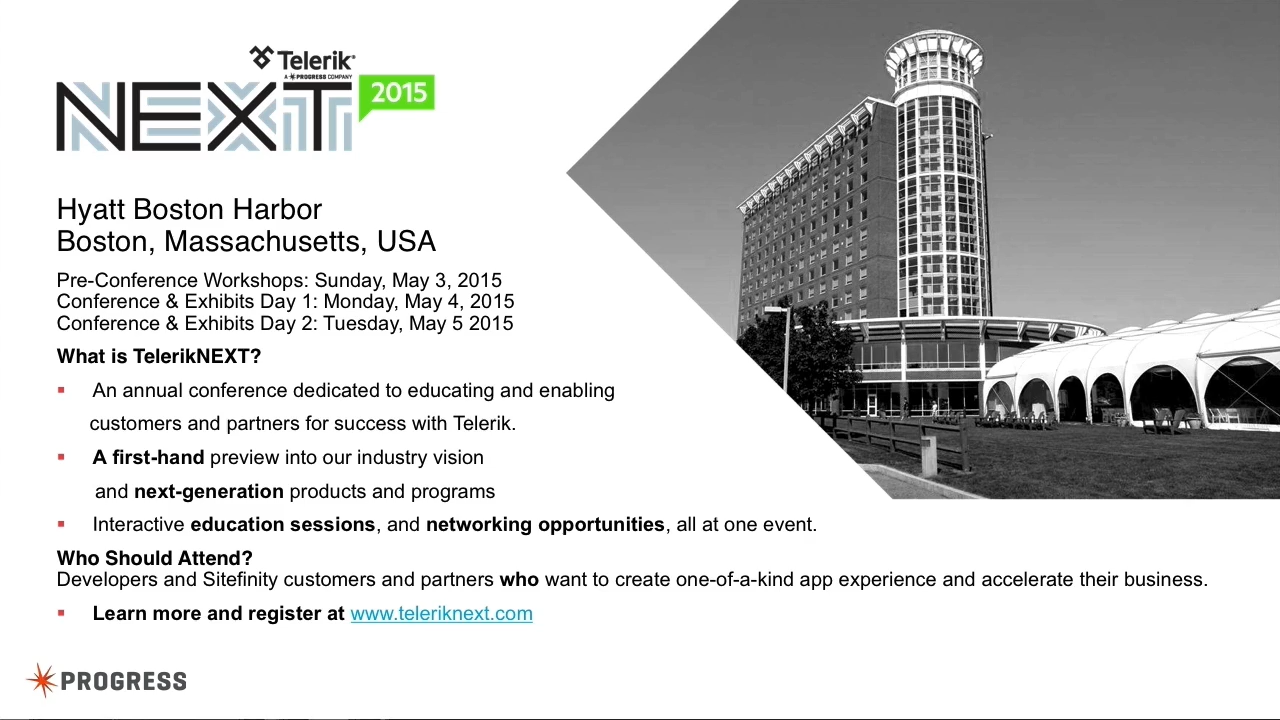 Telerik
A PROGRESS COMPANY
NEXT 2015
Hyatt Boston Harbor
Boston, Massachusetts, USA
Pre-Conference Workshops: Sunday, May 3, 2015
Conference & Exhibits Day 1: Monday, May 4, 2015
Conference & Exhibits Day 2: Tuesday, May 5 2015
What is TelerikNEXT?
▪ An annual conference dedicated to educating and enabling
customers and partners for success with Telerik.
▪ A first-hand preview into our industry vision
and next-generation products and programs
▪ Interactive education sessions, and networking opportunities, all at one event.
Who Should Attend?
Developers and Sitefinity customers and partners who want to create one-of-a-kind app experience and accelerate their business.
▪ Learn more and register at www.teleriknext.com
PROGRESS